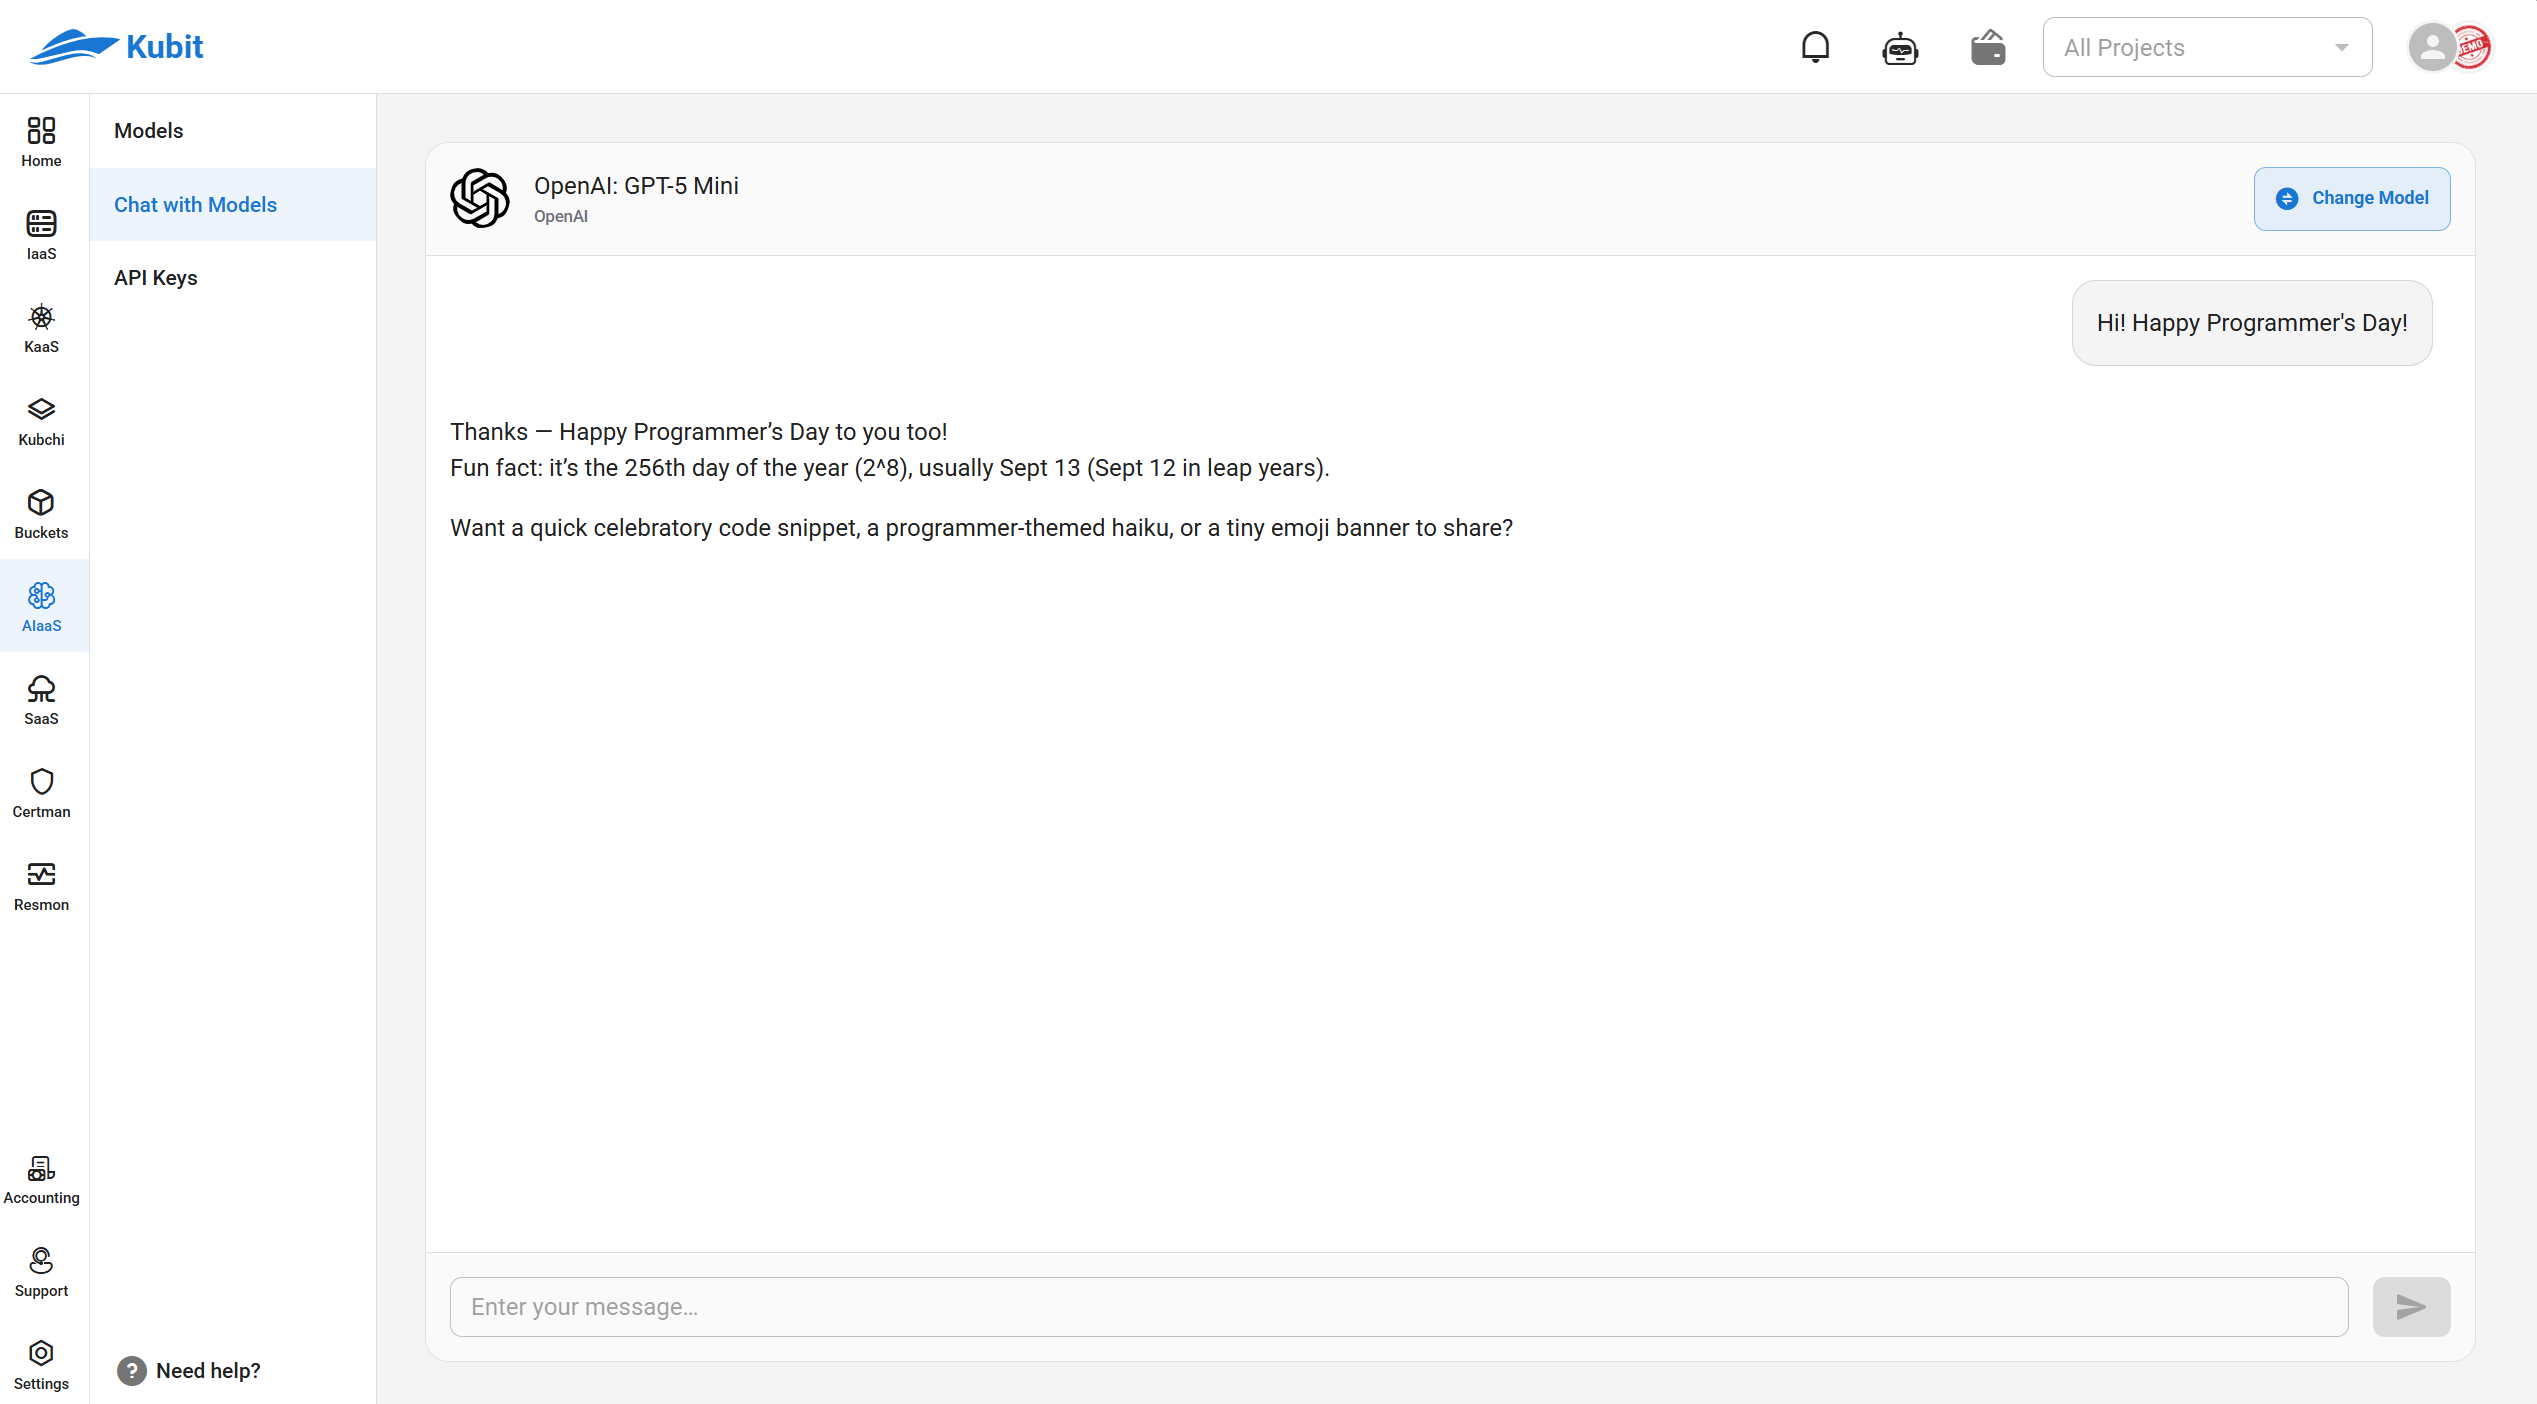 Kubit
All Projects
DEMO
Home
IaaS
KaaS
Kubchi
Buckets
AIaaS
SaaS
Certman
Resmon
Accounting
Support
Settings
Models
Chat with Models
API Keys
? Need help?
OpenAI: GPT-5 Mini
OpenAI
Change Model
Hi! Happy Programmer's Day!
Thanks — Happy Programmer’s Day to you too!
Fun fact: it’s the 256th day of the year (2^8), usually Sept 13 (Sept 12 in leap years).
Want a quick celebratory code snippet, a programmer-themed haiku, or a tiny emoji banner to share?
Enter your message...